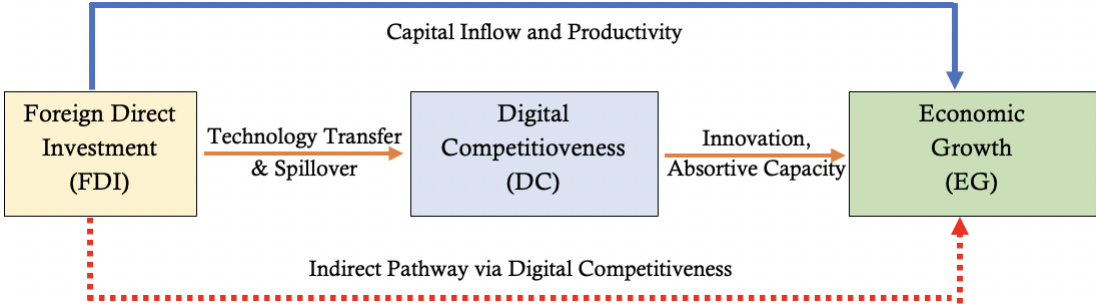 Capital Inflow and Productivity
Foreign Direct
Investment
(FDI)
Technology Transfer
& Spillover
Digital
Competitioveness
(DC)
Innovation,
Absortive Capacity
Economic
Growth
(EG)
Indirect Pathway via Digital Competitiveness